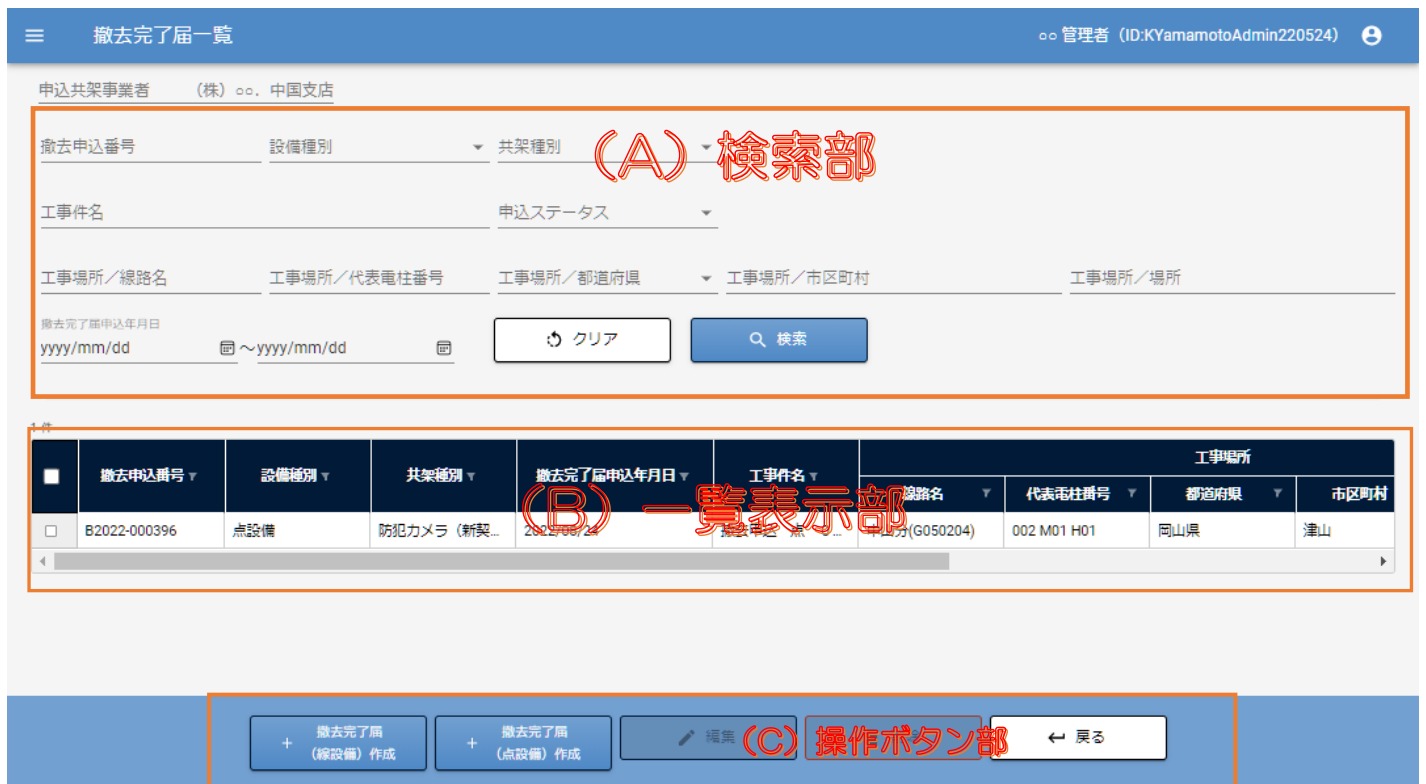 撤去完了届一覧 ○○ 管理者（ID:KYamamotoAdmin220524）
申込共架事業者 （株）○○．中国支店
撤去申込番号 設備種別 共架種別
（A）検索部
工事件名 申込ステータス
工事場所／線路名 工事場所／代表電柱番号 工事場所／都道府県 工事場所／市区町村 工事場所／場所
撤去完了届申込年月日
yyyy/mm/dd ～yyyy/mm/dd クリア 検索
1 件
工事場所
撤去申込番号 設備種別 共架種別 撤去完了届申込年月日 工事件名
線路名 代表電柱番号 都道府県 市区町村
（B）一覧表示部
B2022-000396 点設備 防犯カメラ（新契... 2022/06/24 (G050204) 002 M01 H01 岡山県 津山
+ 撤去完了届
（線設備）作成
+ 撤去完了届
（点設備）作成
編集
（C）操作ボタン部
戻る